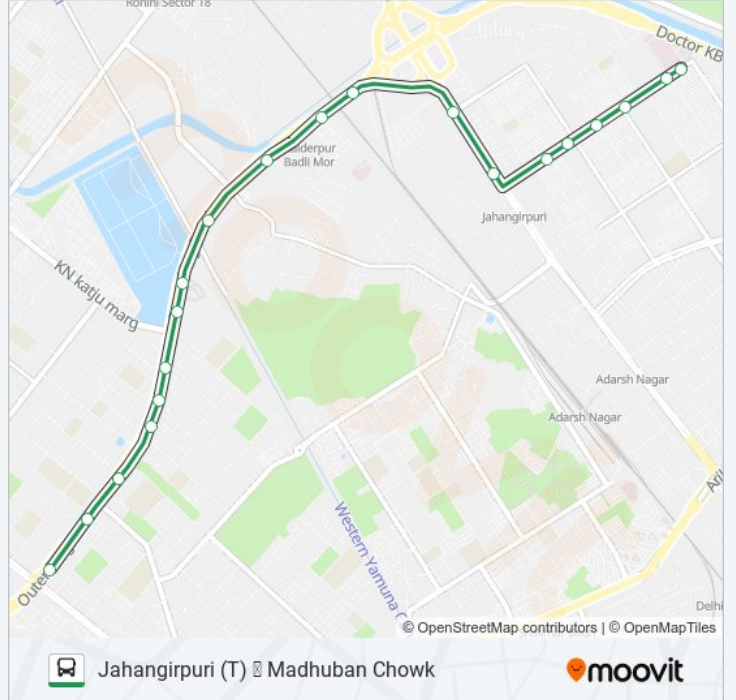 Rohini Sector 18
Doctor KB
Badli Mor
Jahangirpuri
KN katju marg
Adarsh Nagar
Adarsh Nagar
Western Yamuna C
Outer
Delhi
© OpenStreetMap contributors | © OpenMapTiles
Jahangirpuri (T) Madhuban Chowk
moovit